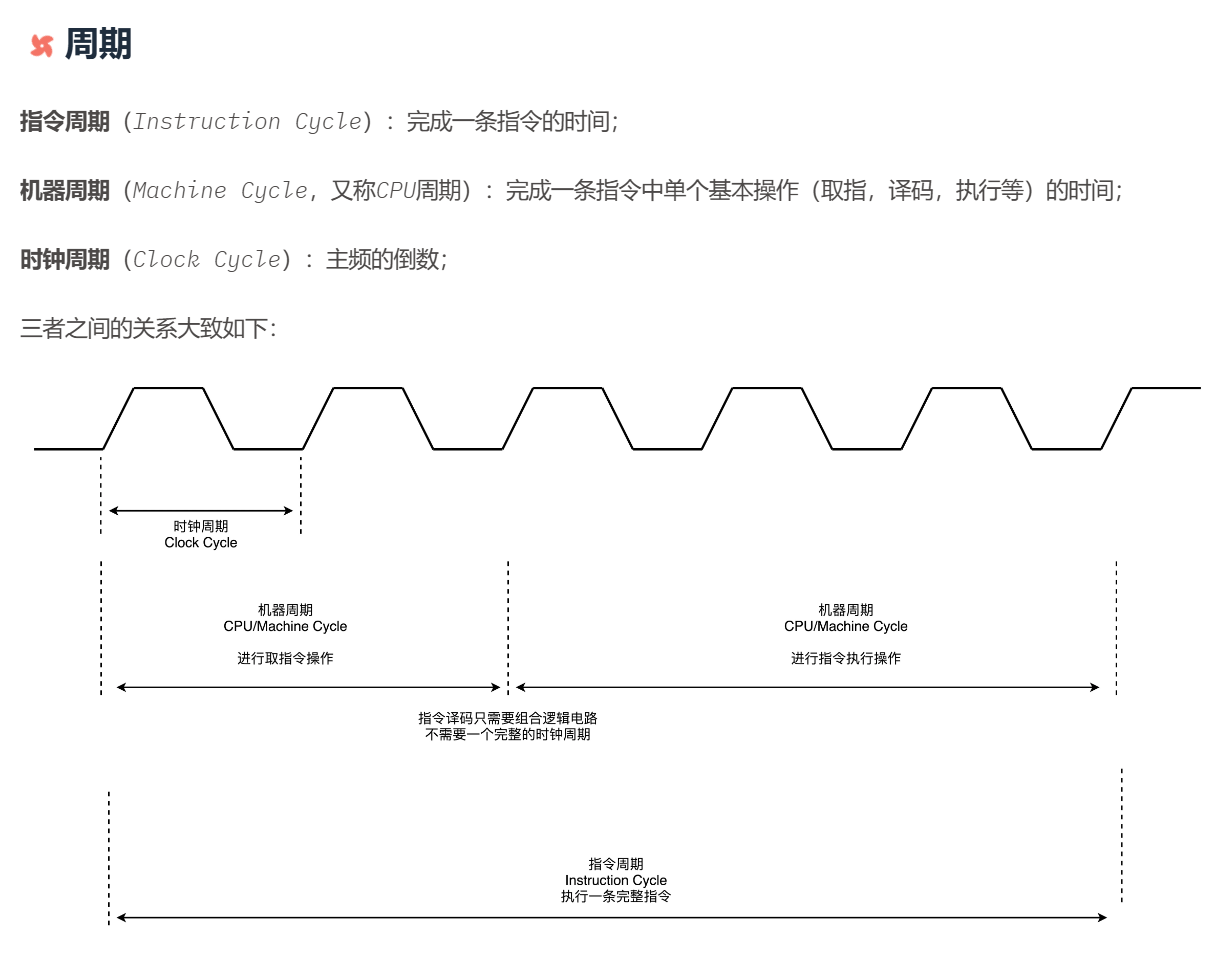 周期
指令周期（Instruction Cycle）：完成一条指令的时间；
机器周期（Machine Cycle，又称CPU周期）：完成一条指令中单个基本操作（取指，译码，执行等）的时间；
时钟周期（Clock Cycle）：主频的倒数；
三者之间的关系大致如下：
时钟周期
Clock Cycle
机器周期
CPU/Machine Cycle
进行取指令操作
机器周期
CPU/Machine Cycle
进行指令执行操作
指令译码只需要组合逻辑电路
不需要一个完整的时钟周期
指令周期
Instruction Cycle
执行一条完整指令